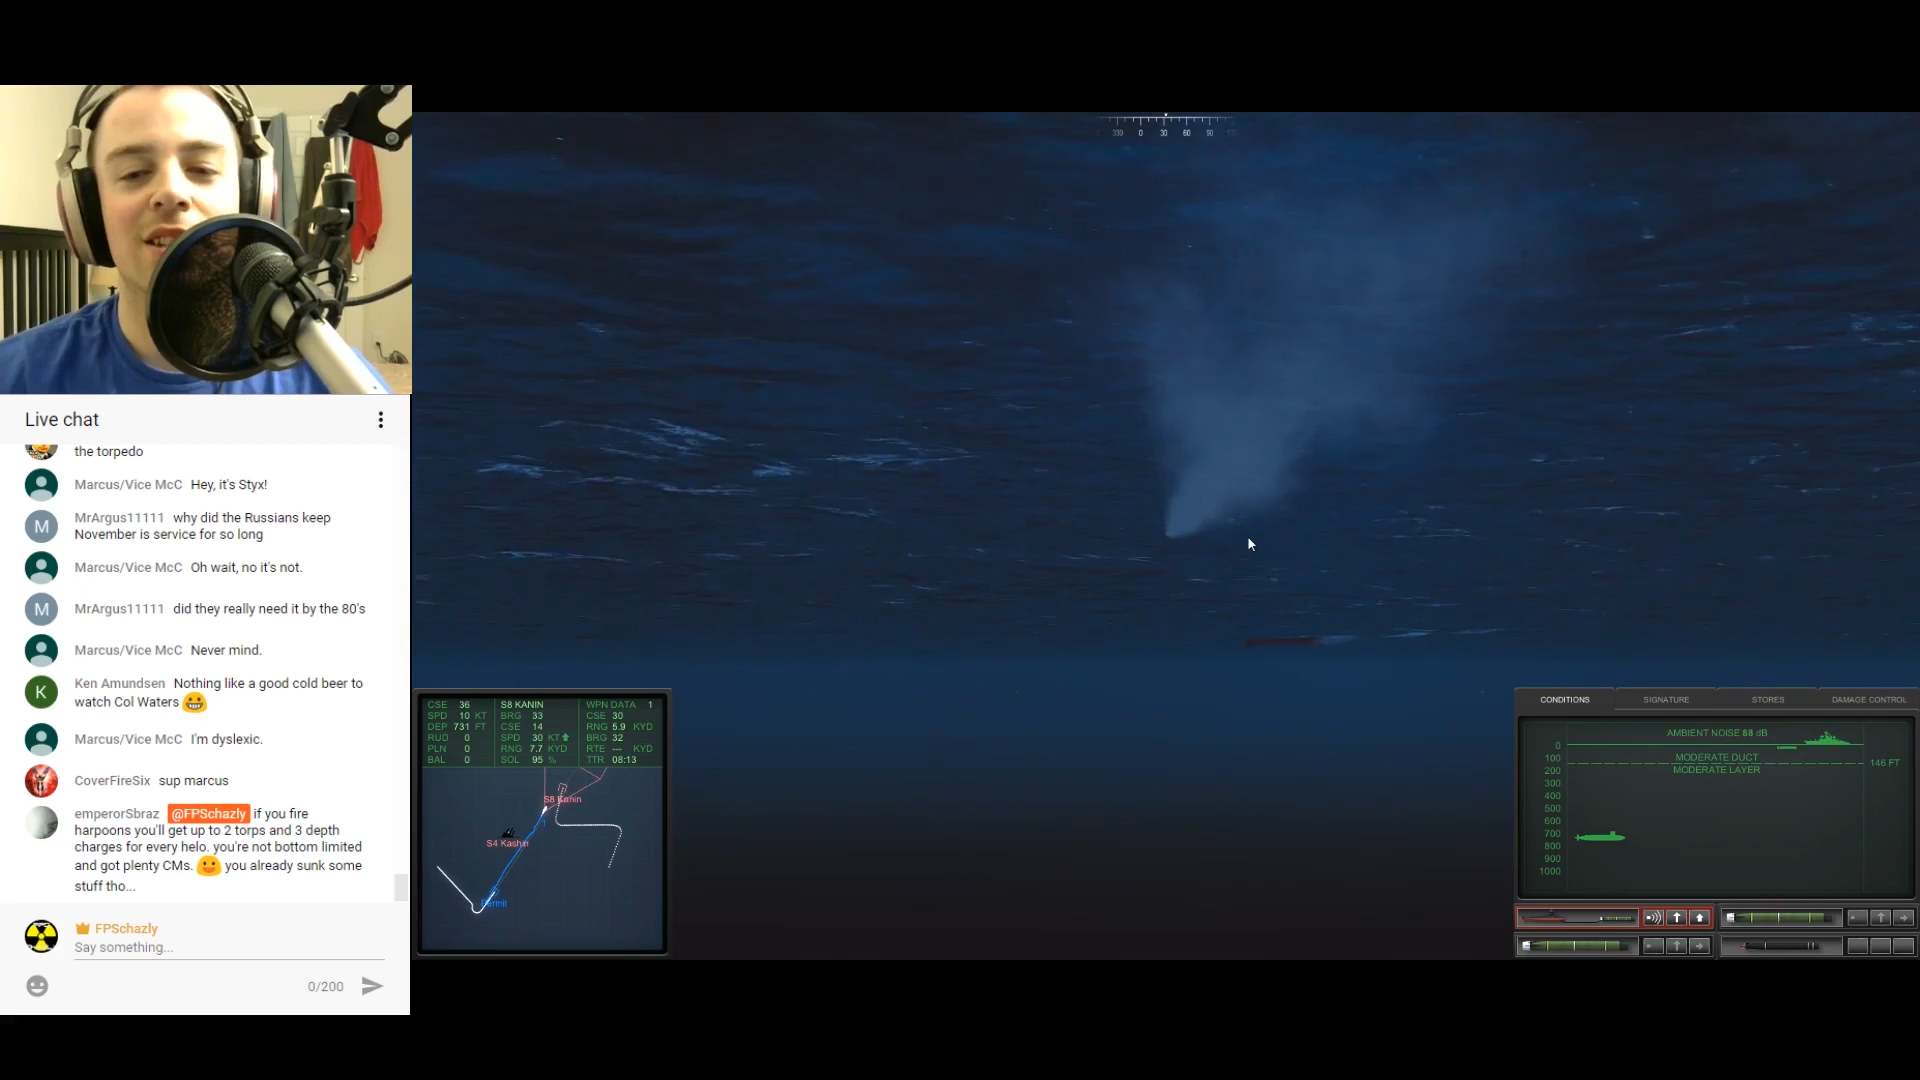 330 0 30 60 90
Live chat
the torpedo
Marcus/Vice McC Hey, it's Styx!
M
MrArgus11111 why did the Russians keep
November is service for so long
Marcus/Vice McC Oh wait, no it's not.
M
MrArgus11111 did they really need it by the 80's
Marcus/Vice McC Never mind.
K
Ken Amundsen Nothing like a good cold beer to
watch Col Waters
Marcus/Vice McC I'm dyslexic.
CoverFireSix sup marcus
emperorSbraz @FPSchazly if you fire
harpoons you'll get up to 2 torps and 3 depth
charges for every helo. you're not bottom limited
and got plenty CMs. you already sunk some
stuff tho...
FPSchazly
Say something...
0/200
CSE 36
SPD 10 KT
DEP 731 FT
RUD 0
PLN 0
BAL 0
S8 KANIN
BRG 33
CSE 14
SPD 30 KT
RNG 7.7 KYD
SOL 95 %
WPN DATA 1
CSE 30
RNG 5.9 KYD
BRG 32
RTE --- KYD
TTR 08:13
S8 Kanin
S4 Kashin
Permit
CONDITIONS SIGNATURE STORES DAMAGE CONTROL
AMBIENT NOISE 88 dB
MODERATE DUCT
MODERATE LAYER
146 FT
0
100
200
300
400
500
600
700
800
900
1000